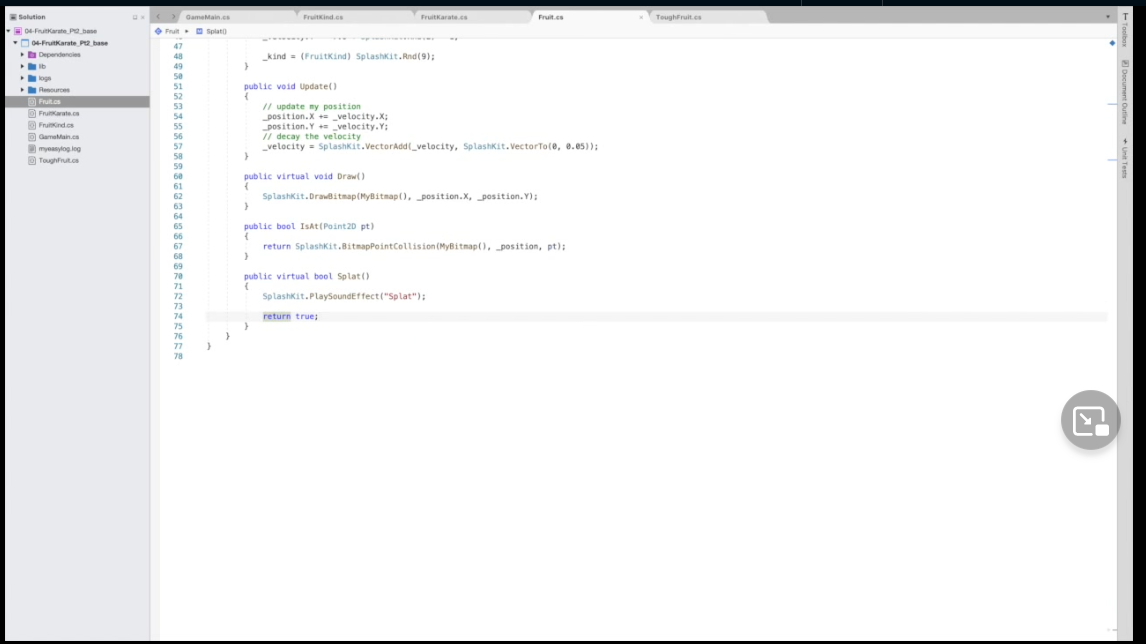 Solution
04-FruitKarate_Pt2_base
04-FruitKarate_Pt2_base
Dependencies
lib
logs
Resources
Fruit.cs
FruitKarate.cs
FruitKind.cs
GameMain.cs
myeasylog.log
ToughFruit.cs
GameMain.cs FruitKind.cs FruitKarate.cs Fruit.cs × ToughFruit.cs
Fruit ▸ M Splat()
47
48 _kind = (FruitKind) SplashKit.Rnd(9);
49 }
50
51 public void Update()
52 {
53 // update my position
54 _position.X += _velocity.X;
55 _position.Y += _velocity.Y;
56 // decay the velocity
57 _velocity = SplashKit.VectorAdd(_velocity, SplashKit.VectorTo(0, 0.05));
58 }
59
60 public virtual void Draw()
61 {
62 SplashKit.DrawBitmap(MyBitmap(), _position.X, _position.Y);
63 }
64
65 public bool IsAt(Point2D pt)
66 {
67 return SplashKit.BitmapPointCollision(MyBitmap(), _position, pt);
68 }
69
70 public virtual bool Splat()
71 {
72 SplashKit.PlaySoundEffect("Splat");
73
74 return true;
75 }
76 }
77 }
78
Toolbox
Document Outline
Unit Tests